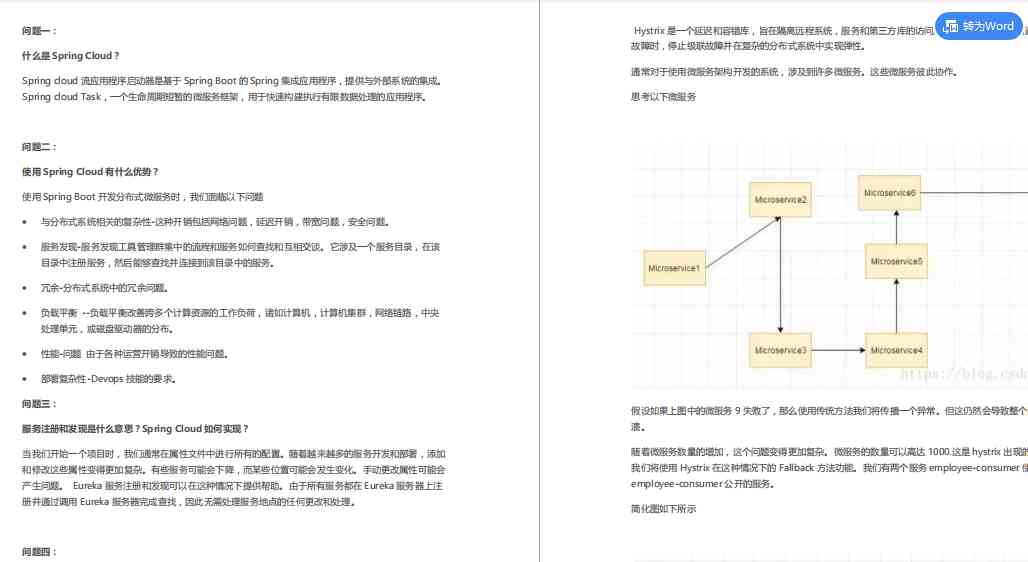 问题一：
什么是 Spring Cloud？
Spring cloud 流应用程序启动器是基于 Spring Boot 的 Spring 集成应用程序，提供与外部系统的集成。
Spring cloud Task，一个生命周期短暂的微服务框架，用于快速构建执行有限数据处理的应用程序。
问题二：
使用 Spring Cloud 有什么优势？
使用 Spring Boot 开发分布式微服务时，我们面临以下问题
• 与分布式系统相关的复杂性-这种开销包括网络问题，延迟开销，带宽问题，安全问题。
• 服务发现-服务发现工具管理群集中的流程和服务如何查找和互相交谈。它涉及一个服务目录，在该
目录中注册服务，然后能够查找并连接到该目录中的服务。
• 冗余-分布式系统中的冗余问题。
• 负载平衡 --负载平衡改善跨多个计算资源的工作负荷，诸如计算机，计算机集群，网络链路，中央
处理单元，或磁盘驱动器的分布。
• 性能-问题 由于各种运营开销导致的性能问题。
• 部署复杂性-Devops 技能的要求。
问题三：
服务注册和发现是什么意思？Spring Cloud 如何实现？
当我们开始一个项目时，我们通常在属性文件中进行所有的配置。随着越来越多的服务开发和部署，添加
和修改这些属性变得更加复杂。有些服务可能会下降，而某些位置可能会发生变化。手动更改属性可能会
产生问题。 Eureka 服务注册和发现可以在这种情况下提供帮助。由于所有服务都在 Eureka 服务器上注
册并通过调用 Eureka 服务器完成查找，因此无需处理服务地点的任何更改和处理。
问题四：
转为Word
Hystrix 是一个延迟和容错库，旨在隔离远程系统，服务和第三方库的访问
故障时，停止级联故障并在复杂的分布式系统中实现弹性。
通常对于使用微服务架构开发的系统，涉及到许多微服务。这些微服务彼此协作。
思考以下微服务
Microservice2
Microservice6
Microservice1
Microservice5
Microservice3
Microservice4
https://blog.csd
假设如果上图中的微服务 9 失败了，那么使用传统方法我们将传播一个异常。但这仍然会导致整个
溃。
随着微服务数量的增加，这个问题变得更加复杂。微服务的数量可以高达 1000.这是 hystrix 出现的
我们将使用 Hystrix 在这种情况下的 Fallback 方法功能。我们有两个服务 employee-consumer 使
employee-consumer 公开的服务。
简化图如下所示